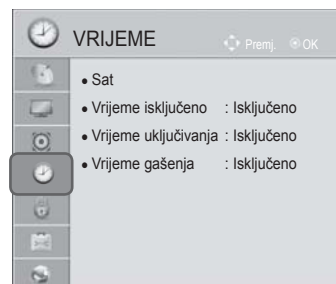 VRIJEME
Premj. OK
• Sat
• Vrijeme isključeno : Isključeno
• Vrijeme uključivanja : Isključeno
• Vrijeme gašenja : Isključeno